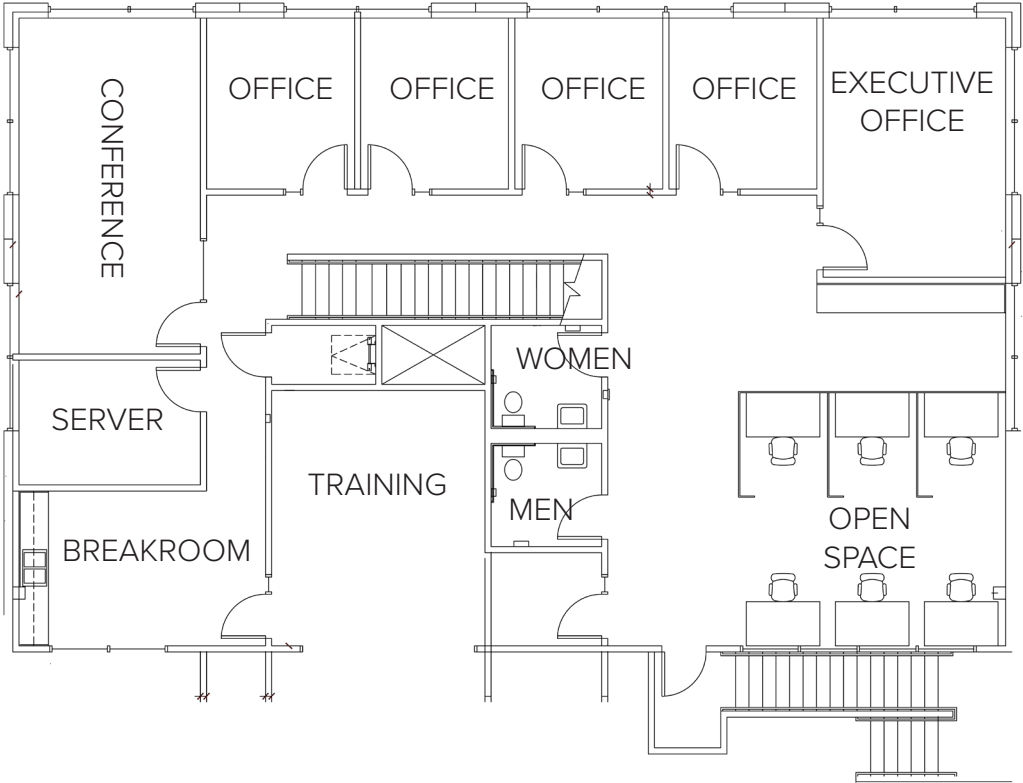 CONFERENCE
OFFICE
OFFICE
OFFICE
OFFICE
EXECUTIVE
OFFICE
WOMEN
SERVER
TRAINING
MEN
BREAKROOM
OPEN
SPACE